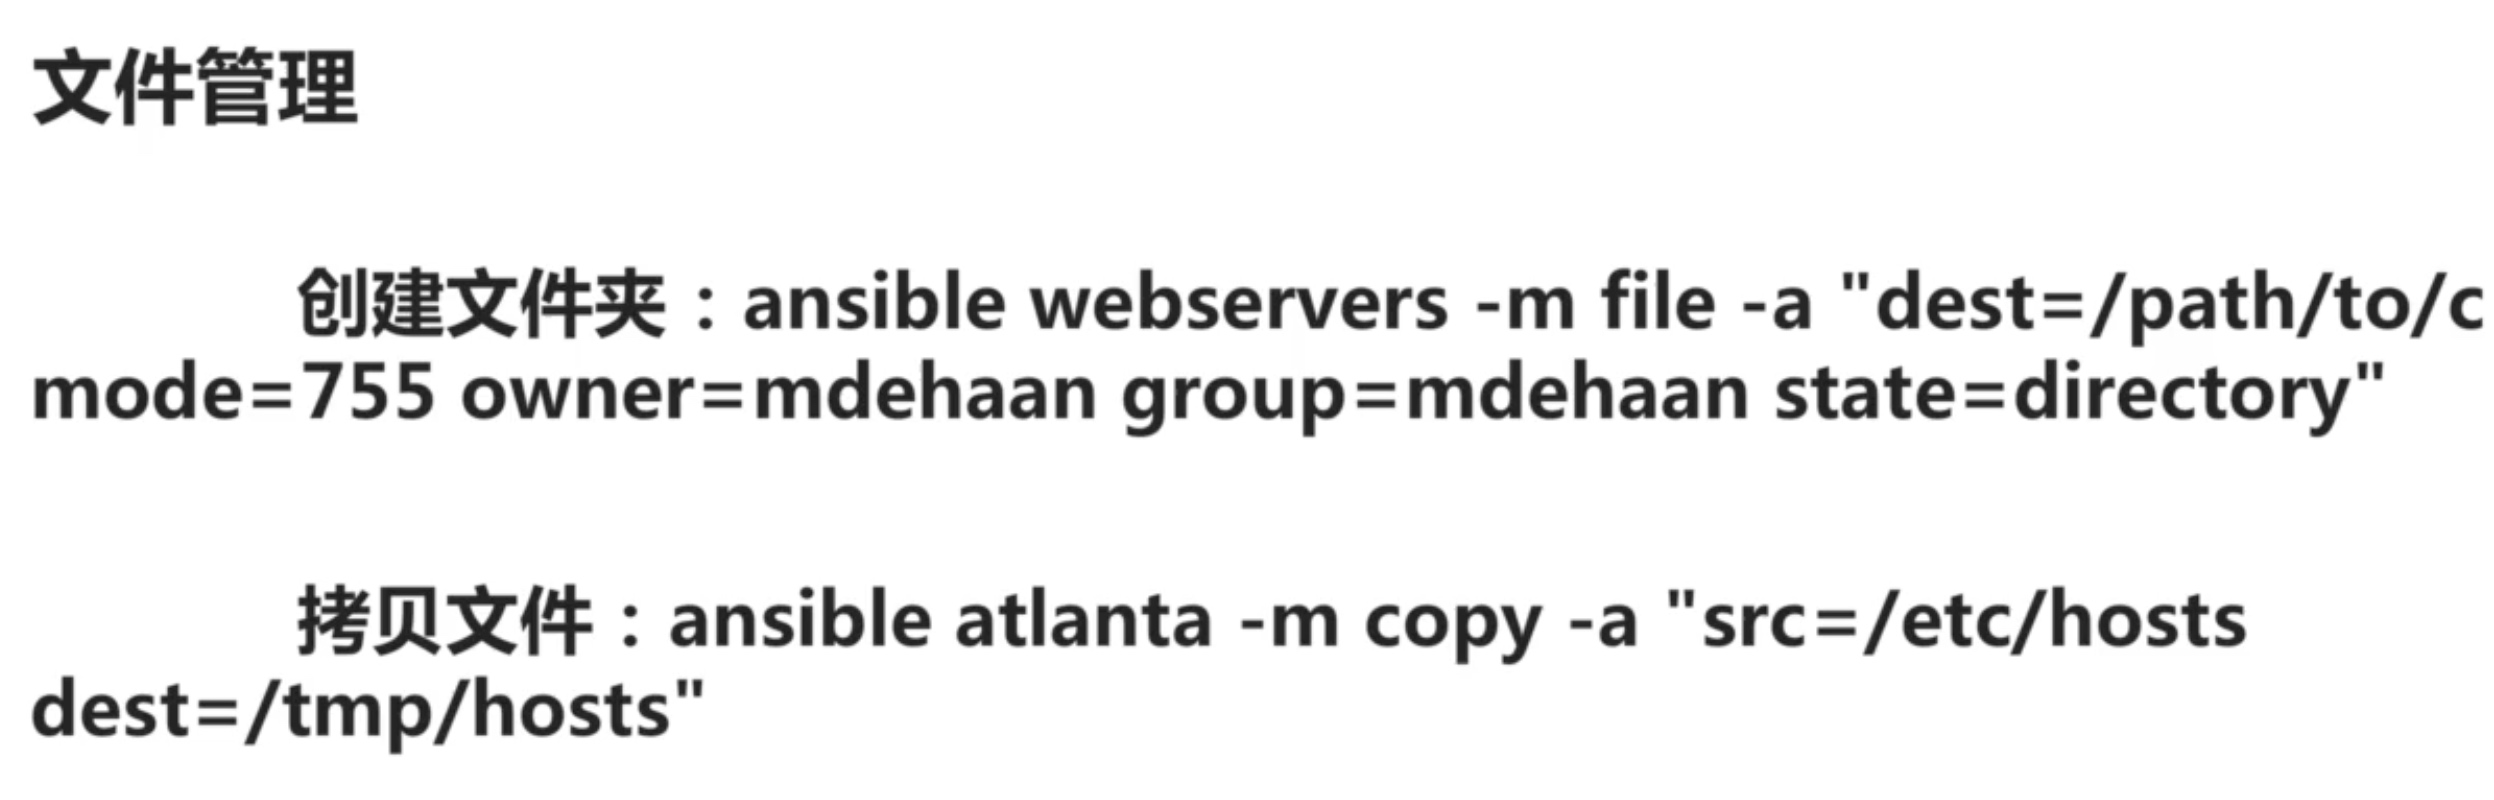 文件管理
创建文件夹：ansible webservers -m file -a "dest=/path/to/c
mode=755 owner=mdehaan group=mdehaan state=directory"
拷贝文件：ansible atlanta -m copy -a "src=/etc/hosts
dest=/tmp/hosts"